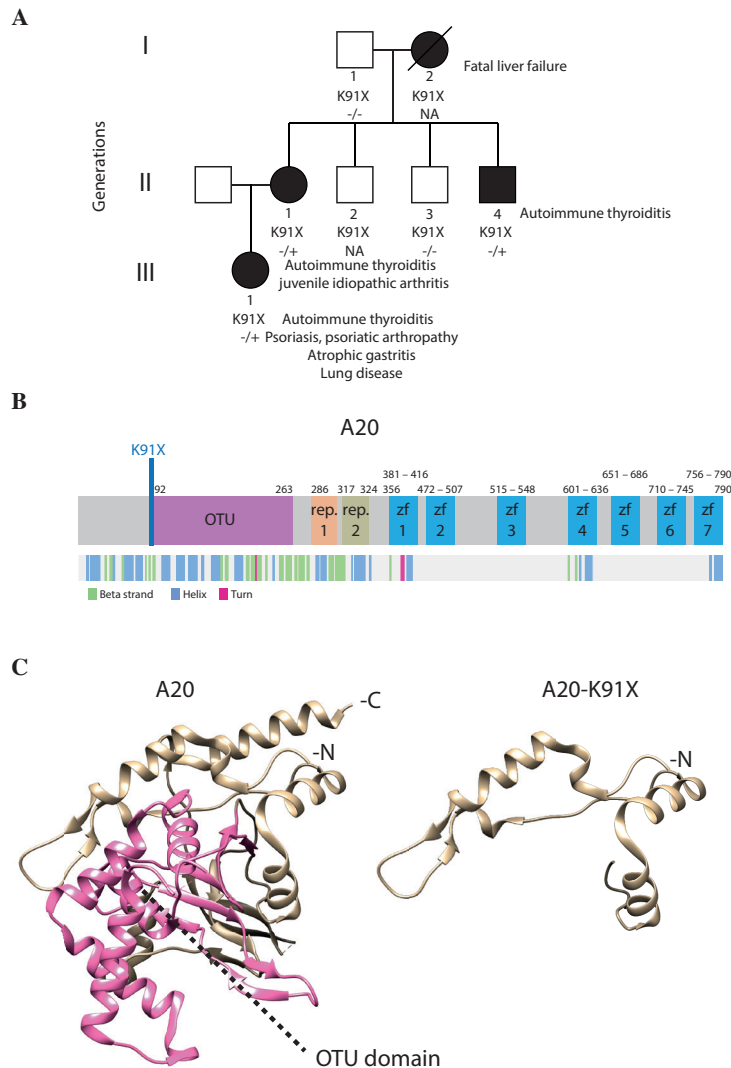 A
I
1
K91X
-/-
2
K91X
NA
Fatal liver failure
Generations
II
1
K91X
-/+
2
K91X
NA
3
K91X
-/-
4
K91X
-/+
Autoimmune thyroiditis
III
Autoimmune thyroiditis
juvenile idiopathic arthritis
1
K91X
-/+
Autoimmune thyroiditis
Psoriasis, psoriatic arthropathy
Atrophic gastritis
Lung disease
B
A20
K91X
381 – 416 651 – 686 756 – 790
92 263 286 317 324 356 472 – 507 515 – 548 601 – 636 710 – 745 790
OTU
rep. 1
rep. 2
zf 1
zf 2
zf 3
zf 4
zf 5
zf 6
zf 7
Beta strand Helix Turn
C
A20 A20-K91X
-C
-N -N
OTU domain